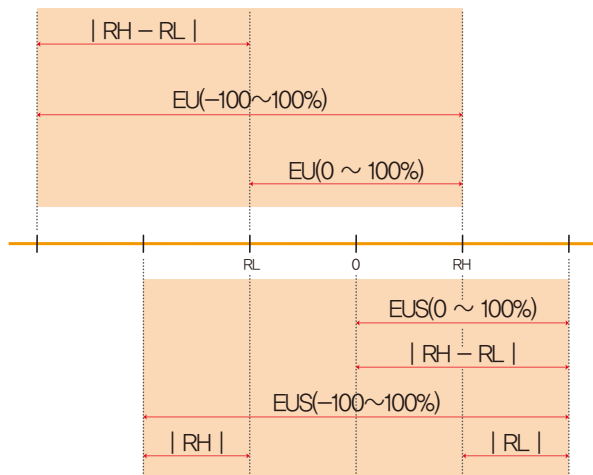 | RH − RL |
EU(−100～100%)
EU(0 ～ 100%)
RL 0 RH
EUS(0 ～ 100%)
| RH − RL |
EUS(−100～100%)
| RH | | RL |